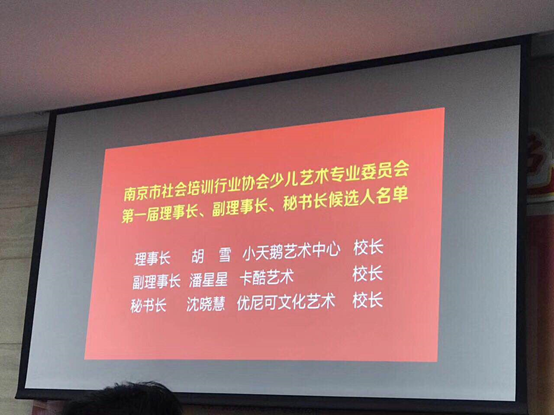 南京市社会培训行业协会少儿艺术专业委员会
第一届理事长、副理事长、秘书长候选人名单
理事长 胡 雪 小天鹅艺术中心 校长
副理事长 潘星星 卡酷艺术 校长
秘书长 沈晓慧 优尼可文化艺术 校长